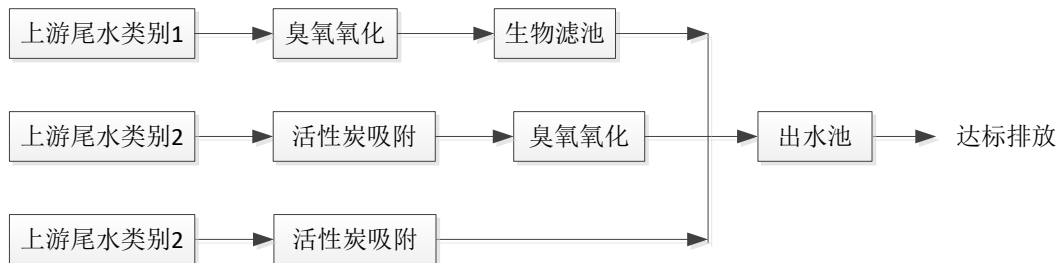 上游尾水类别1 臭氧氧化 生物滤池
上游尾水类别2 活性炭吸附 臭氧氧化 出水池 达标排放
上游尾水类别2 活性炭吸附